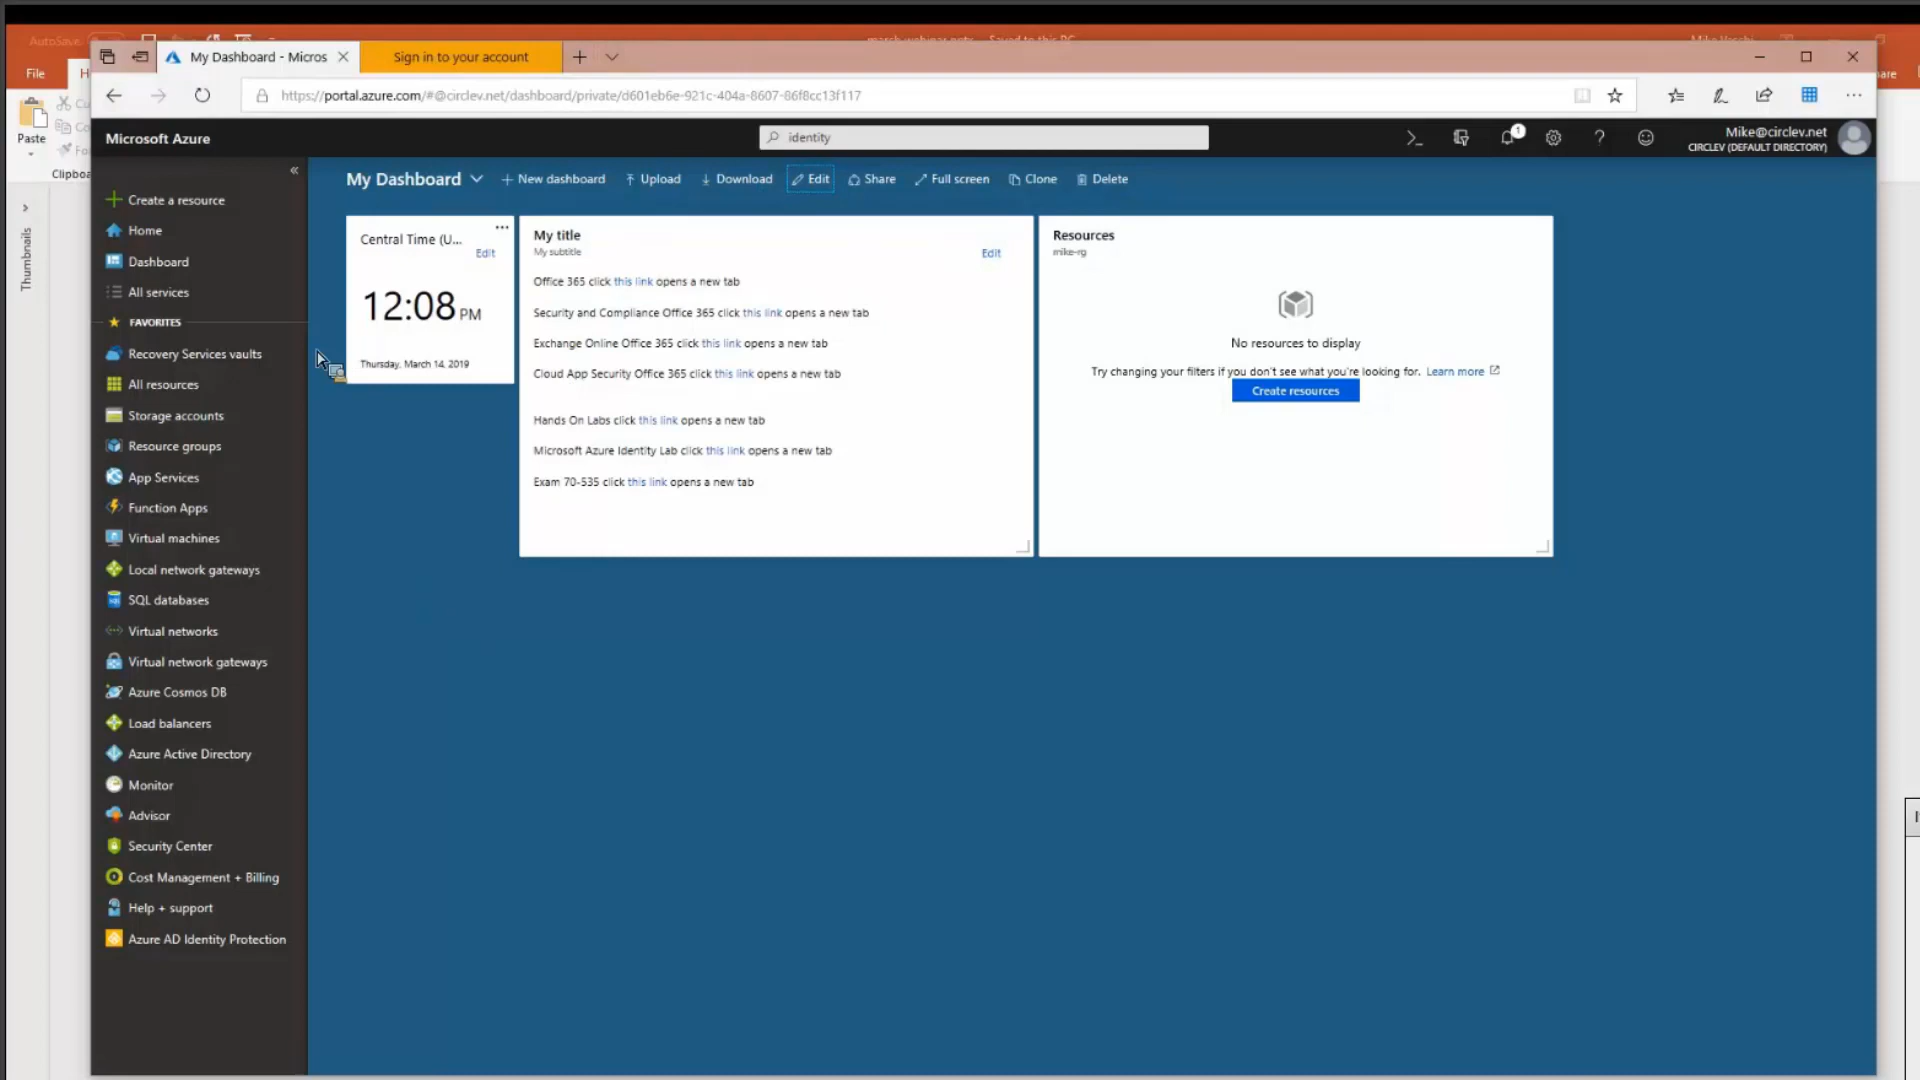 AutoSave
march webinar.pptx - Saved to this PC
File
My Dashboard - Micros
Sign in to your account
https://portal.azure.com/#@circlev.net/dashboard/private/d601eb6e-921c-404a-8607-86f8cc13f117
Paste
Clipboa
Thumbnails
Microsoft Azure
identity
1
Mike@circlev.net
CIRCLEV (DEFAULT DIRECTORY)
My Dashboard
New dashboard
Upload
Download
Edit
Share
Full screen
Clone
Delete
Create a resource
Home
Dashboard
All services
FAVORITES
Recovery Services vaults
All resources
Storage accounts
Resource groups
App Services
Function Apps
Virtual machines
Local network gateways
SQL databases
Virtual networks
Virtual network gateways
Azure Cosmos DB
Load balancers
Azure Active Directory
Monitor
Advisor
Security Center
Cost Management + Billing
Help + support
Azure AD Identity Protection
Central Time (U...
Edit
12:08 PM
Thursday, March 14, 2019
My title
My subtitle
Edit
Office 365 click this link opens a new tab
Security and Compliance Office 365 click this link opens a new tab
Exchange Online Office 365 click this link opens a new tab
Cloud App Security Office 365 click this link opens a new tab
Hands On Labs click this link opens a new tab
Microsoft Azure Identity Lab click this link opens a new tab
Exam 70-535 click this link opens a new tab
Resources
mike-rg
No resources to display
Try changing your filters if you don't see what you're looking for. Learn more
Create resources